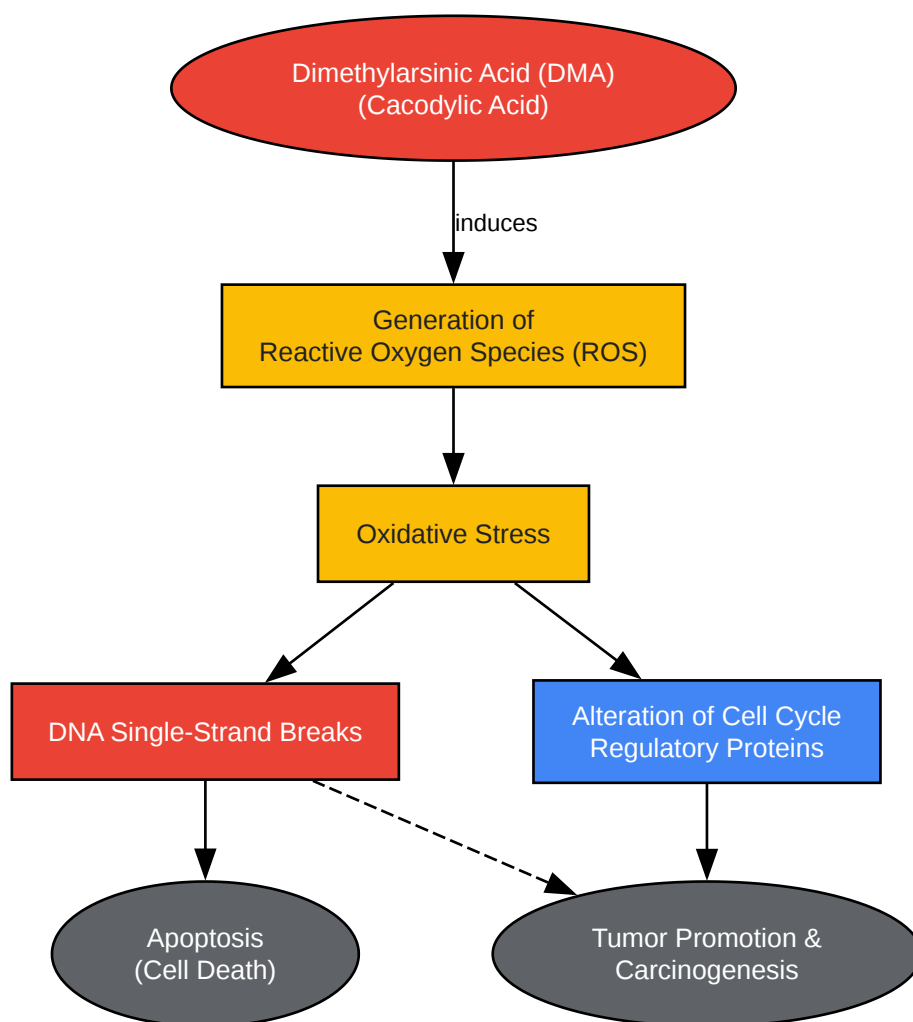 Dimethylarsinic Acid (DMA)
(Cacodylic Acid)
induces
Generation of
Reactive Oxygen Species (ROS)
Oxidative Stress
DNA Single-Strand Breaks
Alteration of Cell Cycle
Regulatory Proteins
Apoptosis
(Cell Death)
Tumor Promotion &
Carcinogenesis